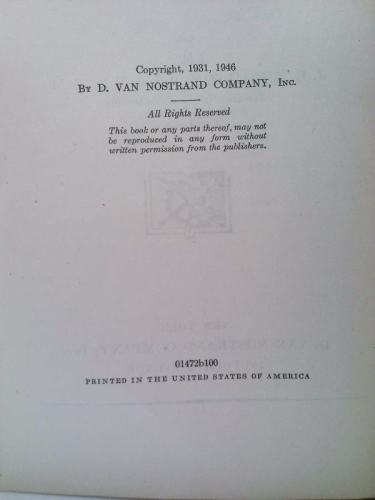 Copyright, 1931, 1946
BY D. VAN NOSTRAND COMPANY, INC.
All Rights Reserved
This book or any parts thereof, may not
be reproduced in any form without
written permission from the publishers.
01472b100
PRINTED IN THE UNITED STATES OF AMERICA